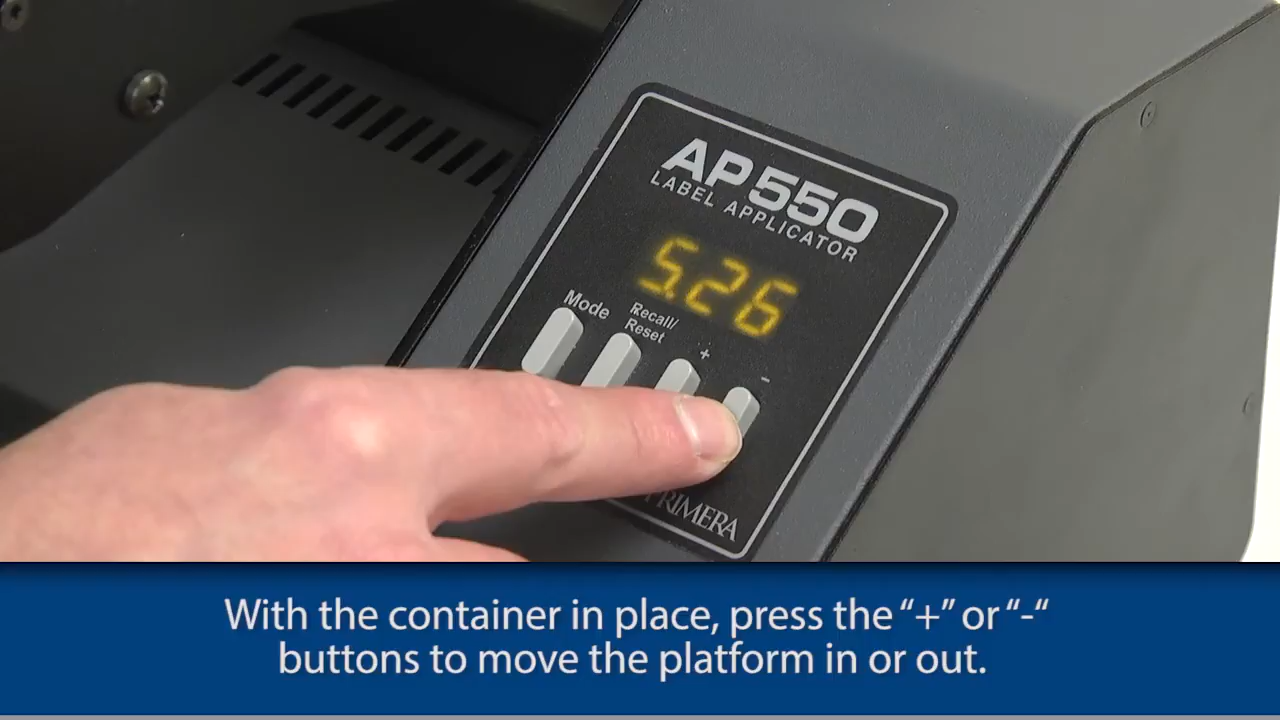 AP550
LABEL APPLICATOR
5.26
Mode
Recall/
Reset
+
-
PRIMERA
With the container in place, press the “+” or “-“
buttons to move the platform in or out.